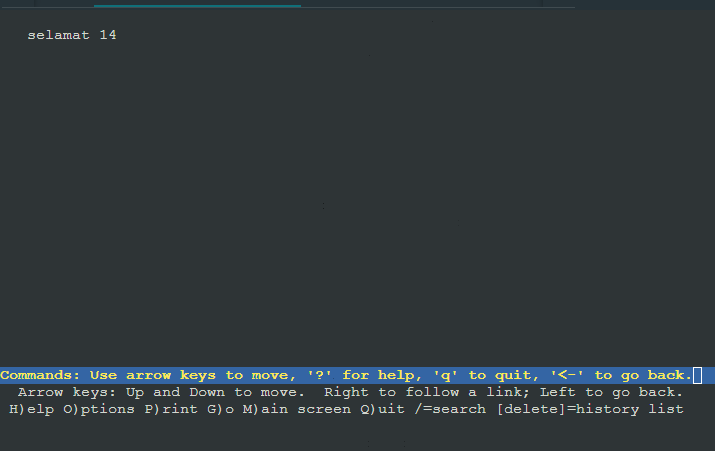 selamat 14
Commands: Use arrow keys to move, '?' for help, 'q' to quit, '<-' to go back.
Arrow keys: Up and Down to move.  Right to follow a link; Left to go back.
H)elp O)ptions P)rint G)o M)ain screen Q)uit /=search [delete]=history list